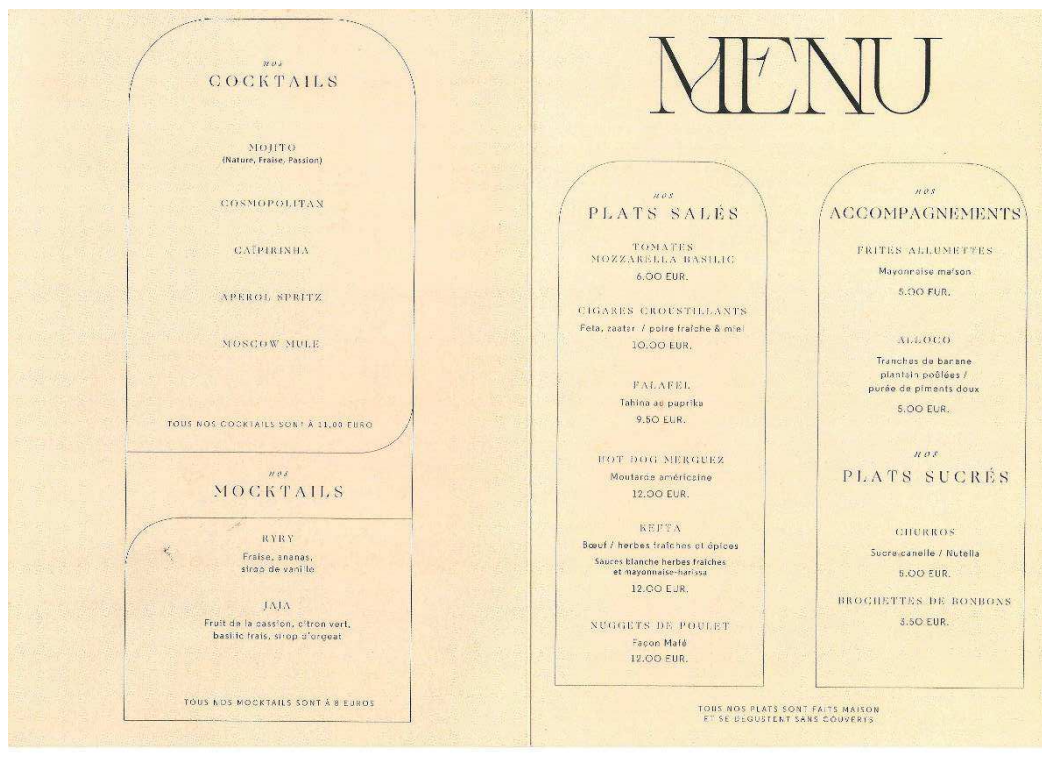 nos
COCKTAILS
MOJITO
(Nature, Fraise, Passion)
COSMOPOLITAN
CAÏPIRINHA
APEROL SPRITZ
MOSCOW MULE
TOUS NOS COCKTAILS SONT À 11,00 EURO
nos
MOCKTAILS
RYRY
Fraise, ananas,
sirop de vanille
JAJA
Fruit de la passion, citron vert,
basilic frais, sirop d'orgeat
TOUS NOS MOCKTAILS SONT À 8 EUROS
MENU
nos
PLATS SALÉS
TOMATES
MOZZARELLA BASILIC
6.00 EUR.
CIGARES CROUSTILLANTS
Feta, zaatar / poire fraîche & miel
10.00 EUR.
FALAFEL
Tahina au paprika
9.50 EUR.
HOT DOG MERGUEZ
Moutarde américaine
12.00 EUR.
KEFTA
Bœuf / herbes fraîches et épices
Sauces blanche herbes fraîches
et mayonnaise-harissa
12.00 EUR.
NUGGETS DE POULET
Façon Mafé
12.00 EUR.
nos
ACCOMPAGNEMENTS
FRITES ALLUMETTES
Mayonnaise maison
5.00 EUR.
ALLOCO
Tranches de banane
plantain poêlées /
purée de piments doux
5.00 EUR.
nos
PLATS SUCRÉS
CHURROS
Sucre-canelle / Nutella
5.00 EUR.
BROCHETTES DE BONBONS
3.50 EUR.
TOUS NOS PLATS SONT FAITS MAISON
ET SE DÉGUSTENT SANS COUVERTS